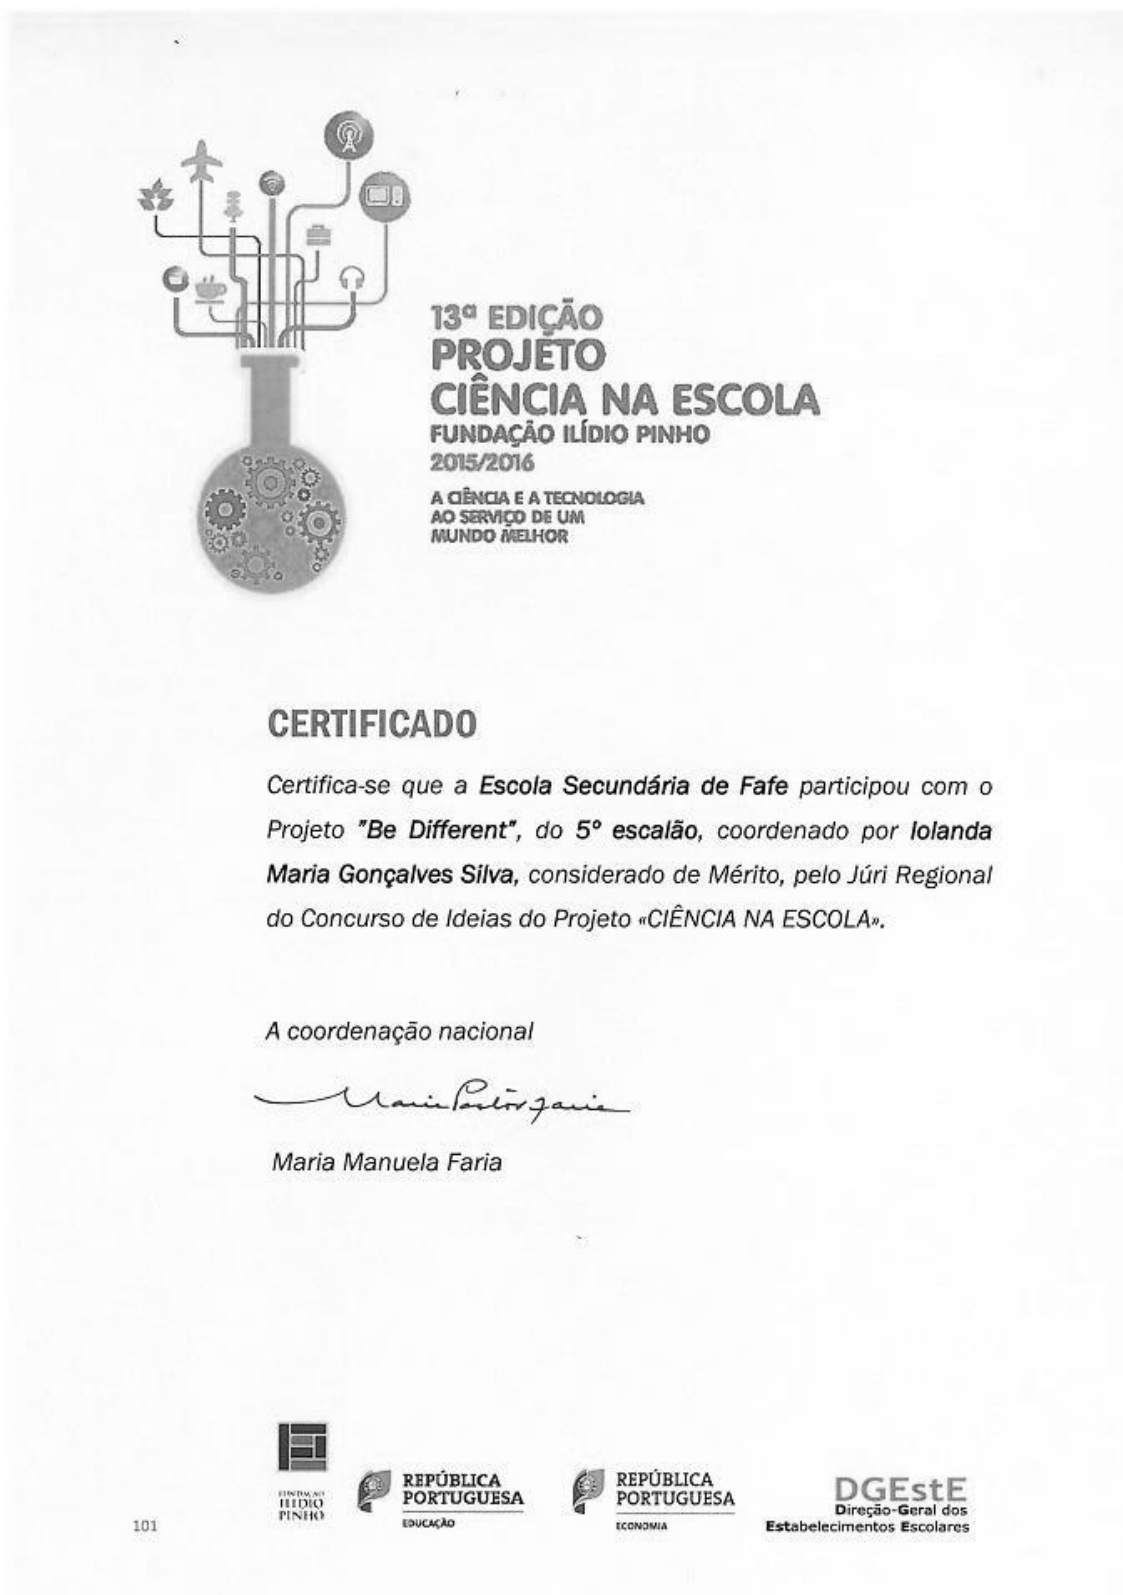 13ª EDIÇÃO
PROJETO
CIÊNCIA NA ESCOLA
FUNDAÇÃO ILÍDIO PINHO
2015/2016
A CIÊNCIA E A TECNOLOGIA
AO SERVIÇO DE UM
MUNDO MELHOR
CERTIFICADO
Certifica-se que a Escola Secundária de Fafe participou com o
Projeto "Be Different", do 5º escalão, coordenado por Iolanda
Maria Gonçalves Silva, considerado de Mérito, pelo Júri Regional
do Concurso de Ideias do Projeto «CIÊNCIA NA ESCOLA».
A coordenação nacional
Maria Manuela Faria
FUNDAÇÃO
ILÍDIO
PINHO
REPÚBLICA
PORTUGUESA
EDUCAÇÃO
REPÚBLICA
PORTUGUESA
ECONOMIA
DGEstE
Direção-Geral dos
Estabelecimentos Escolares
101